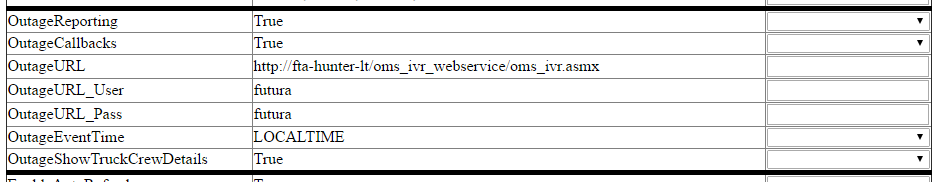 OutageReporting True
OutageCallbacks True
OutageURL http://fta-hunter-lt/oms_ivr_webservice/oms_ivr.asmx
OutageURL_User futura
OutageURL_Pass futura
OutageEventTime LOCALTIME
OutageShowTruckCrewDetails True